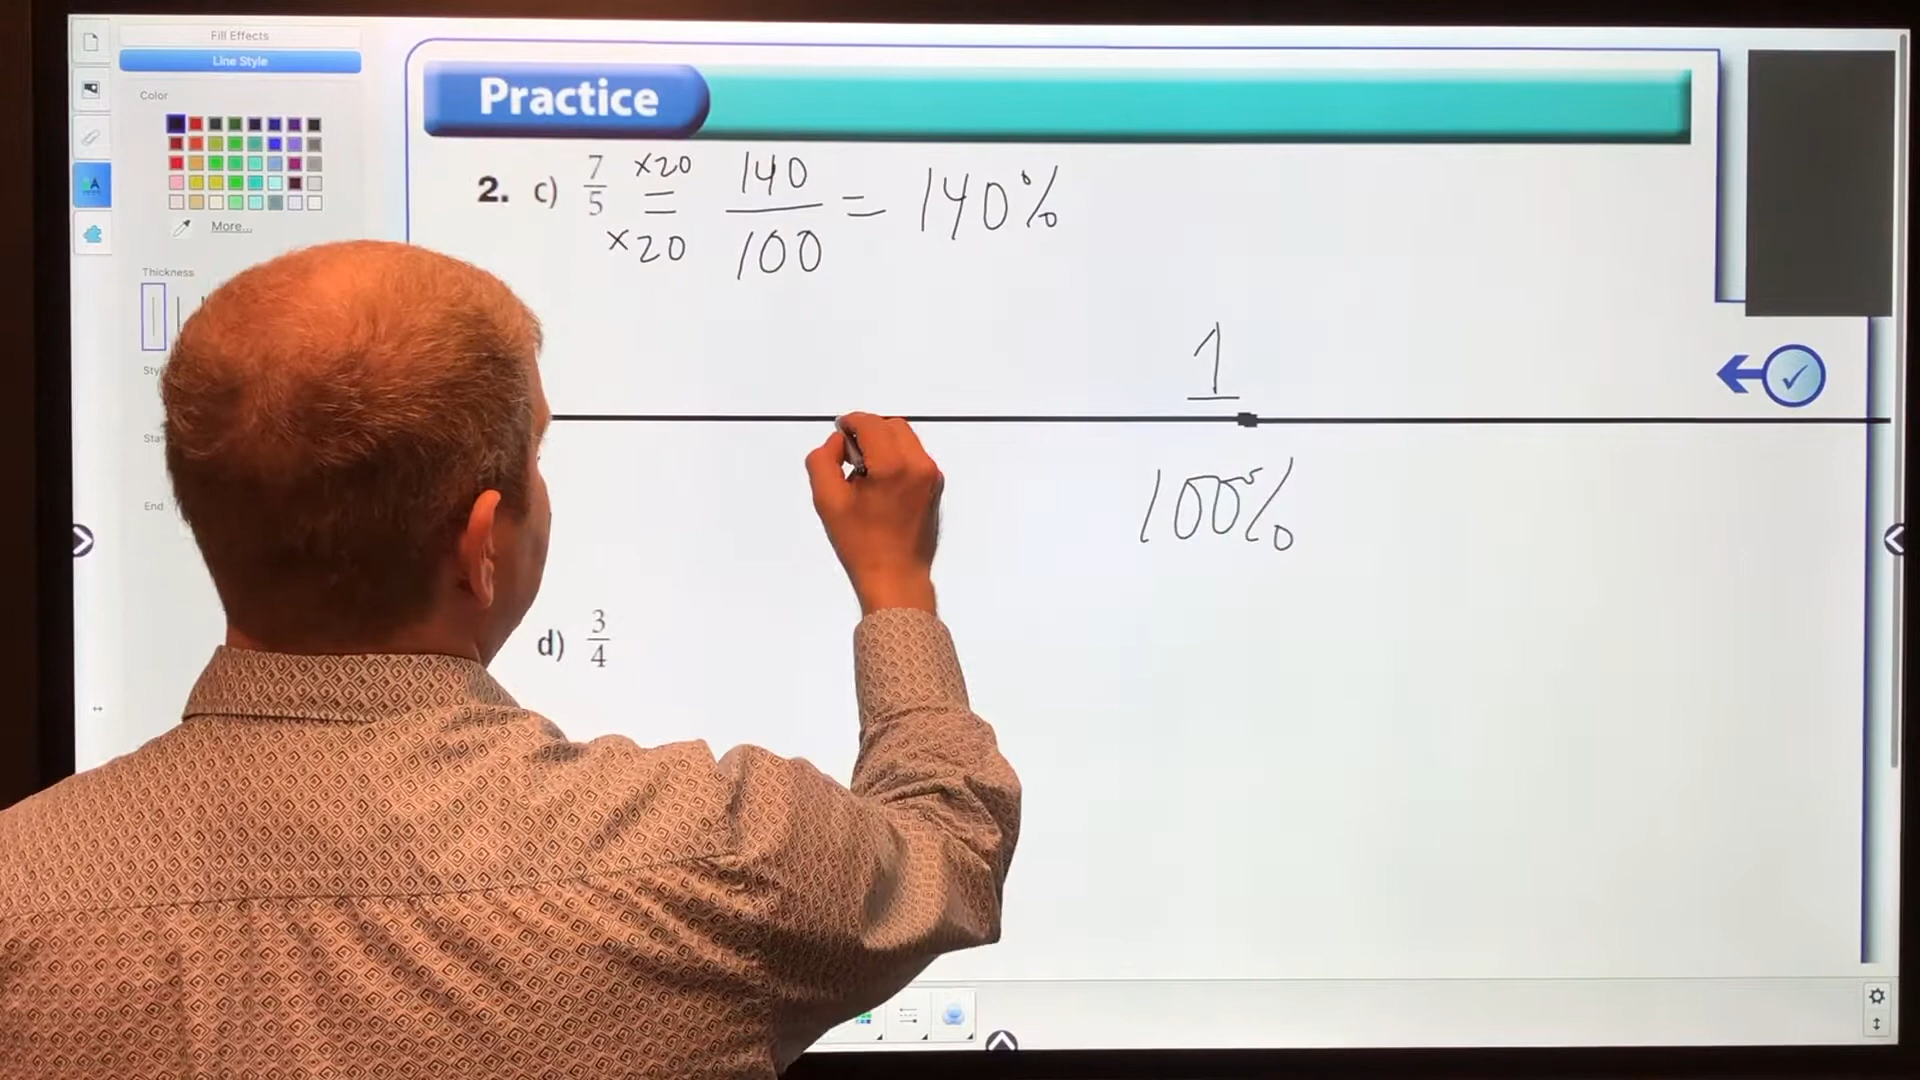 Fill Effects
Line Style
Color
More...
Thickness
End
Practice
2. c) 7/5 ×20 = ×20 140/100 = 140%
1
100%
d) 3/4